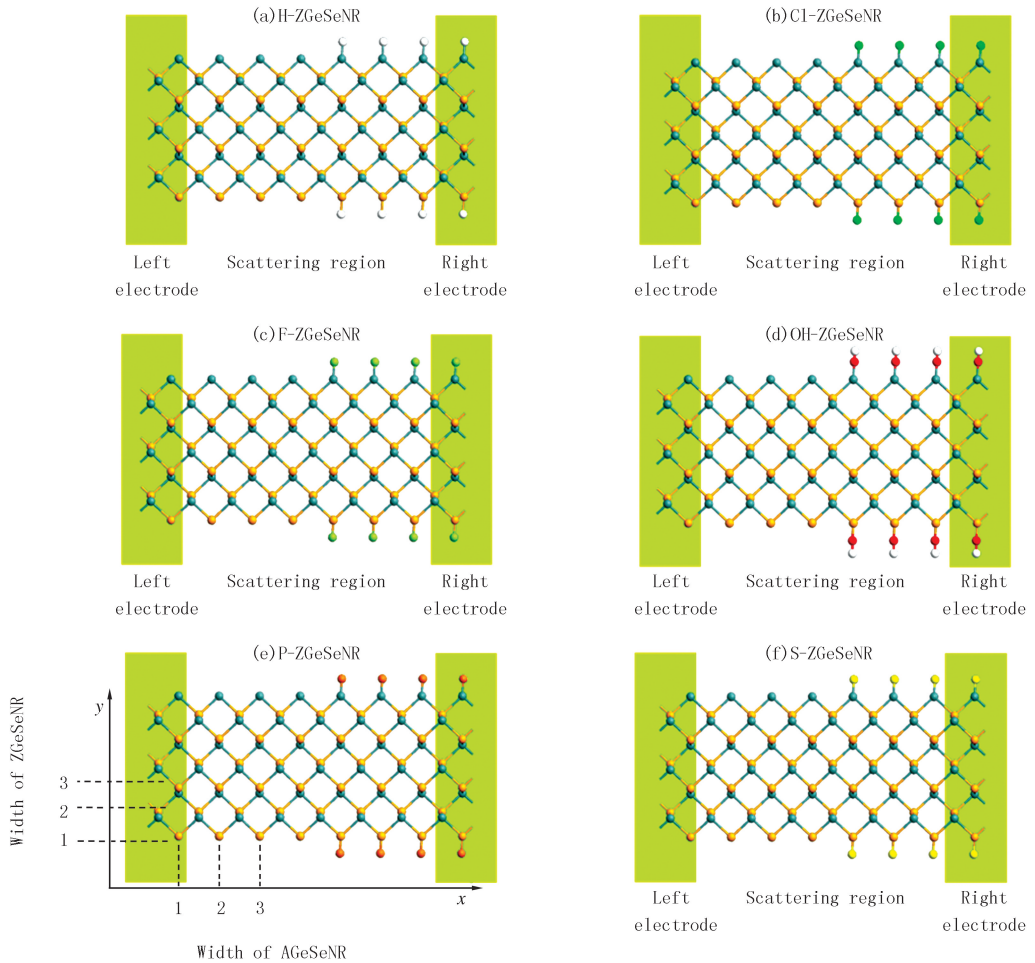 (a)H-ZGeSeNR
(b)Cl-ZGeSeNR
Left electrode
Scattering region
Right electrode
Left electrode
Scattering region
Right electrode
(c)F-ZGeSeNR
(d)OH-ZGeSeNR
Left electrode
Scattering region
Right electrode
Left electrode
Scattering region
Right electrode
(e)P-ZGeSeNR
(f)S-ZGeSeNR
Width of ZGeSeNR
y
3
2
1
1 2 3
x
Width of AGeSeNR
Left electrode
Scattering region
Right electrode